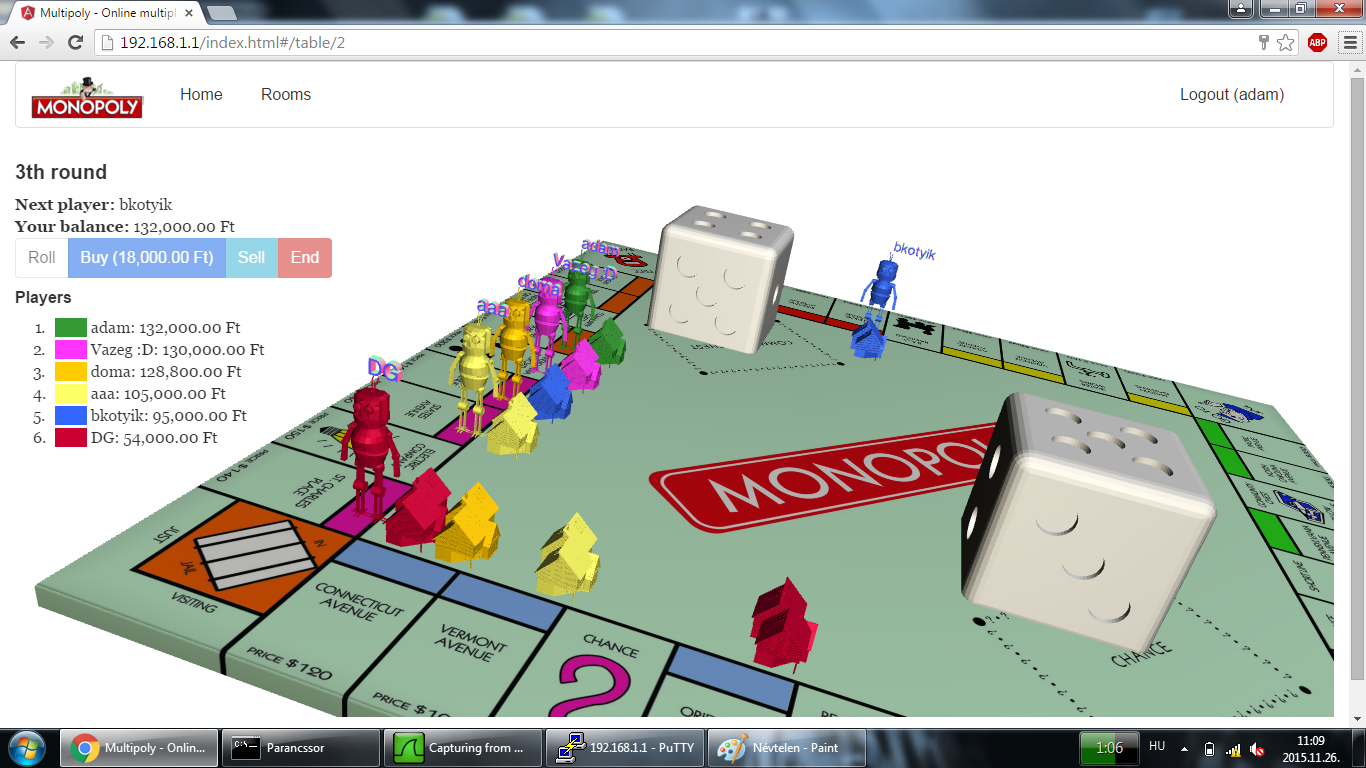 Multipoly - Online multipl
192.168.1.1/index.html#/table/2
ABP
MONOPOLY
Home
Rooms
Logout (adam)
3th round
Next player: bkotyik
Your balance: 132,000.00 Ft
Roll
Buy (18,000.00 Ft)
Sell
End
Players
1. adam: 132,000.00 Ft
2. Vazeg :D: 130,000.00 Ft
3. doma: 128,800.00 Ft
4. aaa: 105,000.00 Ft
5. bkotyik: 95,000.00 Ft
6. DG: 54,000.00 Ft
adam
Vazeg :D
doma
aaa
DG
bkotyik
STATES
AVENUE
ELECTRIC
COMPANY
PRICE $150
ST. CHARLES
PLACE
PRICE $140
JUST
IN
JAIL
VISITING
CONNECTICUT
AVENUE
PRICE $120
VERMONT
AVENUE
CHANCE
MONOPOL
CHANCE
Multipoly - Onlin...
Parancssor
Capturing from ...
192.168.1.1 - PuTTY
Névtelen - Paint
1:06
HU
11:09
2015.11.26.